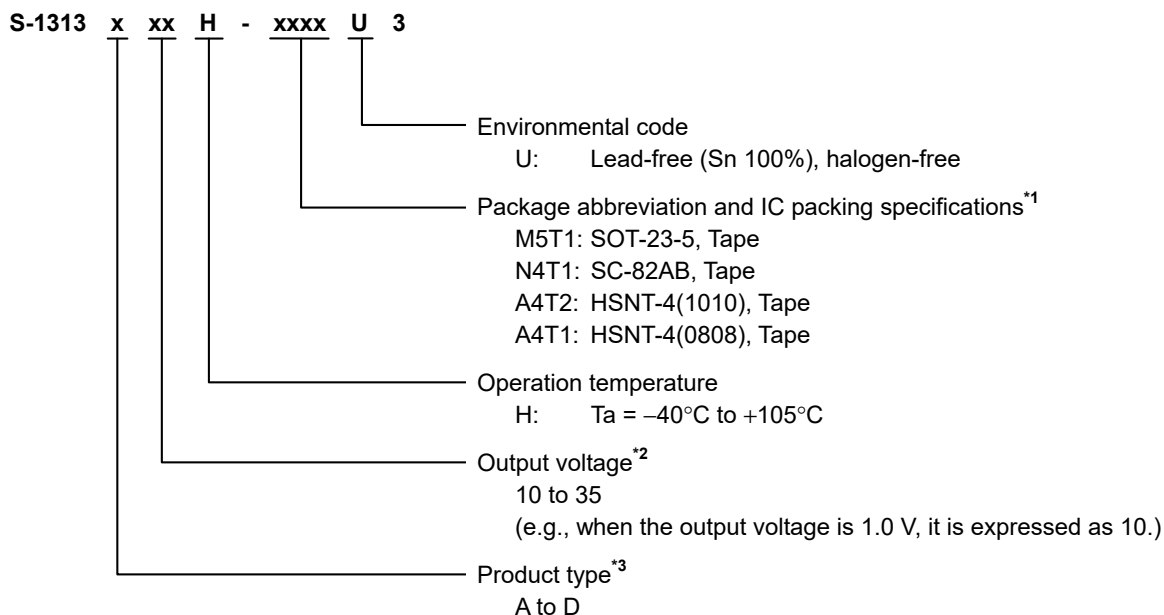 S-1313 x xx H - xxxx U 3
Environmental code
U: Lead-free (Sn 100%), halogen-free
Package abbreviation and IC packing specifications*1
M5T1: SOT-23-5, Tape
N4T1: SC-82AB, Tape
A4T2: HSNT-4(1010), Tape
A4T1: HSNT-4(0808), Tape
Operation temperature
H: Ta = −40°C to +105°C
Output voltage*2
10 to 35
(e.g., when the output voltage is 1.0 V, it is expressed as 10.)
Product type*3
A to D